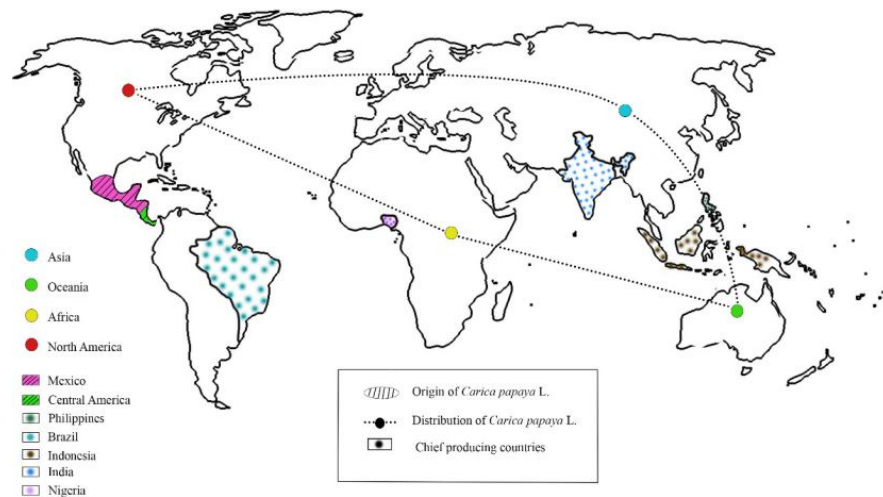 Asia
Oceania
Africa
North America
Mexico
Central America
Philippines
Brazil
Indonesia
India
Nigeria
Origin of Carica papaya L.
Distribution of Carica papaya L.
Chief producing countries